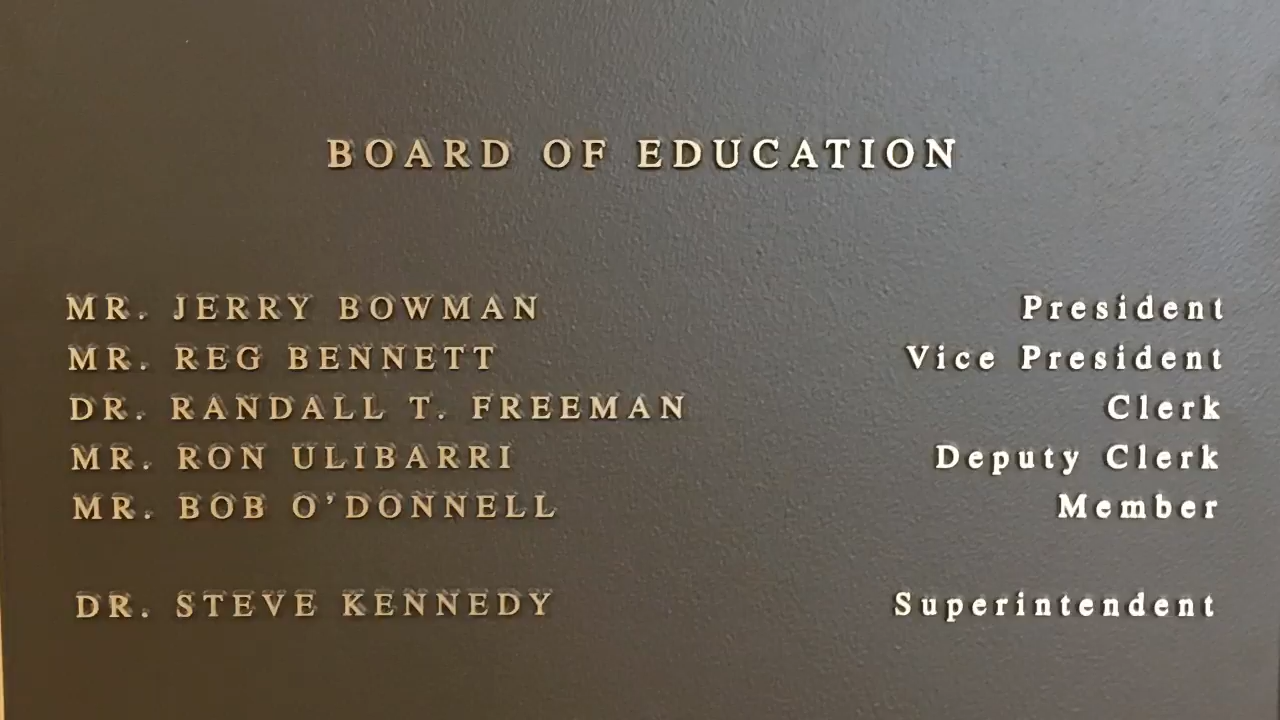 BOARD OF EDUCATION
MR. JERRY BOWMAN President
MR. REG BENNETT Vice President
DR. RANDALL T. FREEMAN Clerk
MR. RON ULIBARRI Deputy Clerk
MR. BOB O'DONNELL Member
DR. STEVE KENNEDY Superintendent